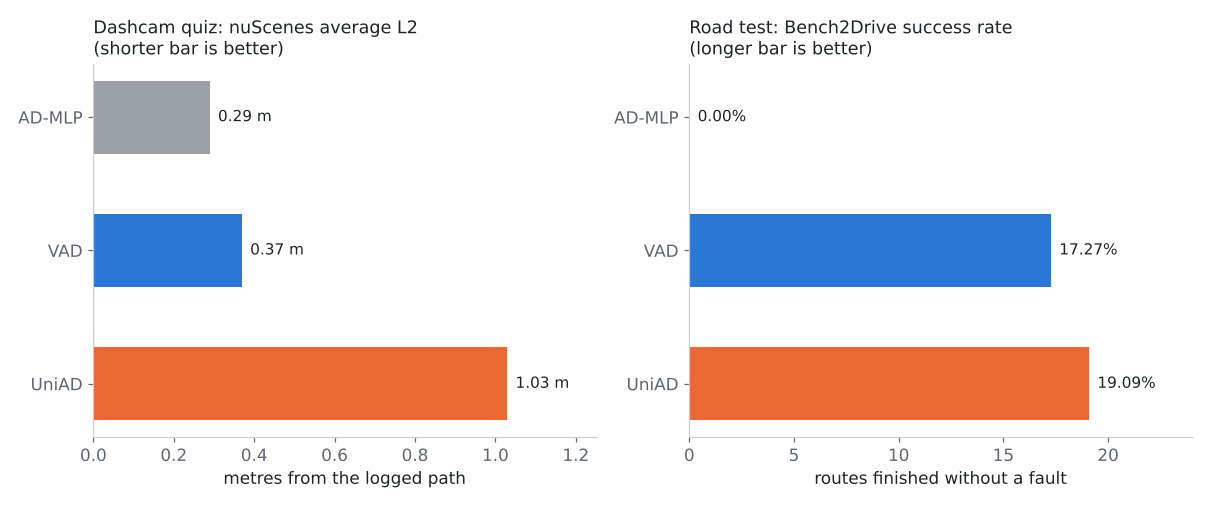 Dashcam quiz: nuScenes average L2
(shorter bar is better)
AD-MLP
0.29 m
VAD
0.37 m
UniAD
1.03 m
0.0 0.2 0.4 0.6 0.8 1.0 1.2
metres from the logged path
Road test: Bench2Drive success rate
(longer bar is better)
AD-MLP
0.00%
VAD
17.27%
UniAD
19.09%
0 5 10 15 20
routes finished without a fault